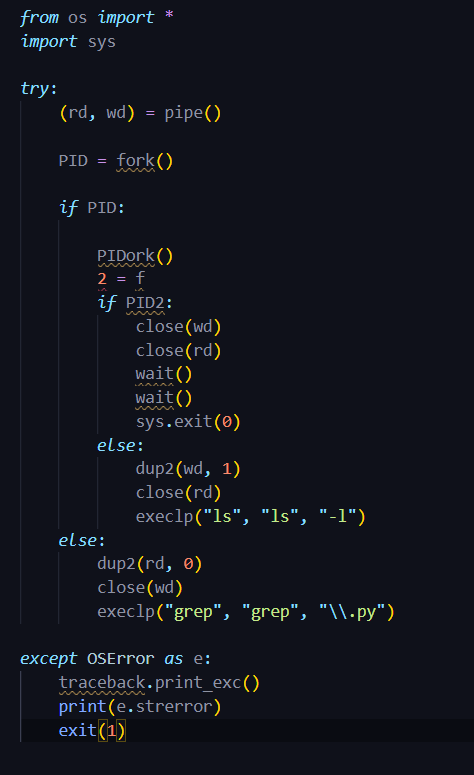 from os import *
import sys

try:
    (rd, wd) = pipe()

    PID = fork()

    if PID:

        PIDork()
        2 = f
        if PID2:
            close(wd)
            close(rd)
            wait()
            wait()
            sys.exit(0)
        else:
            dup2(wd, 1)
            close(rd)
            execlp("ls", "ls", "-l")
    else:
        dup2(rd, 0)
        close(wd)
        execlp("grep", "grep", "\\.py")

except OSError as e:
    traceback.print_exc()
    print(e.strerror)
    exit(1)